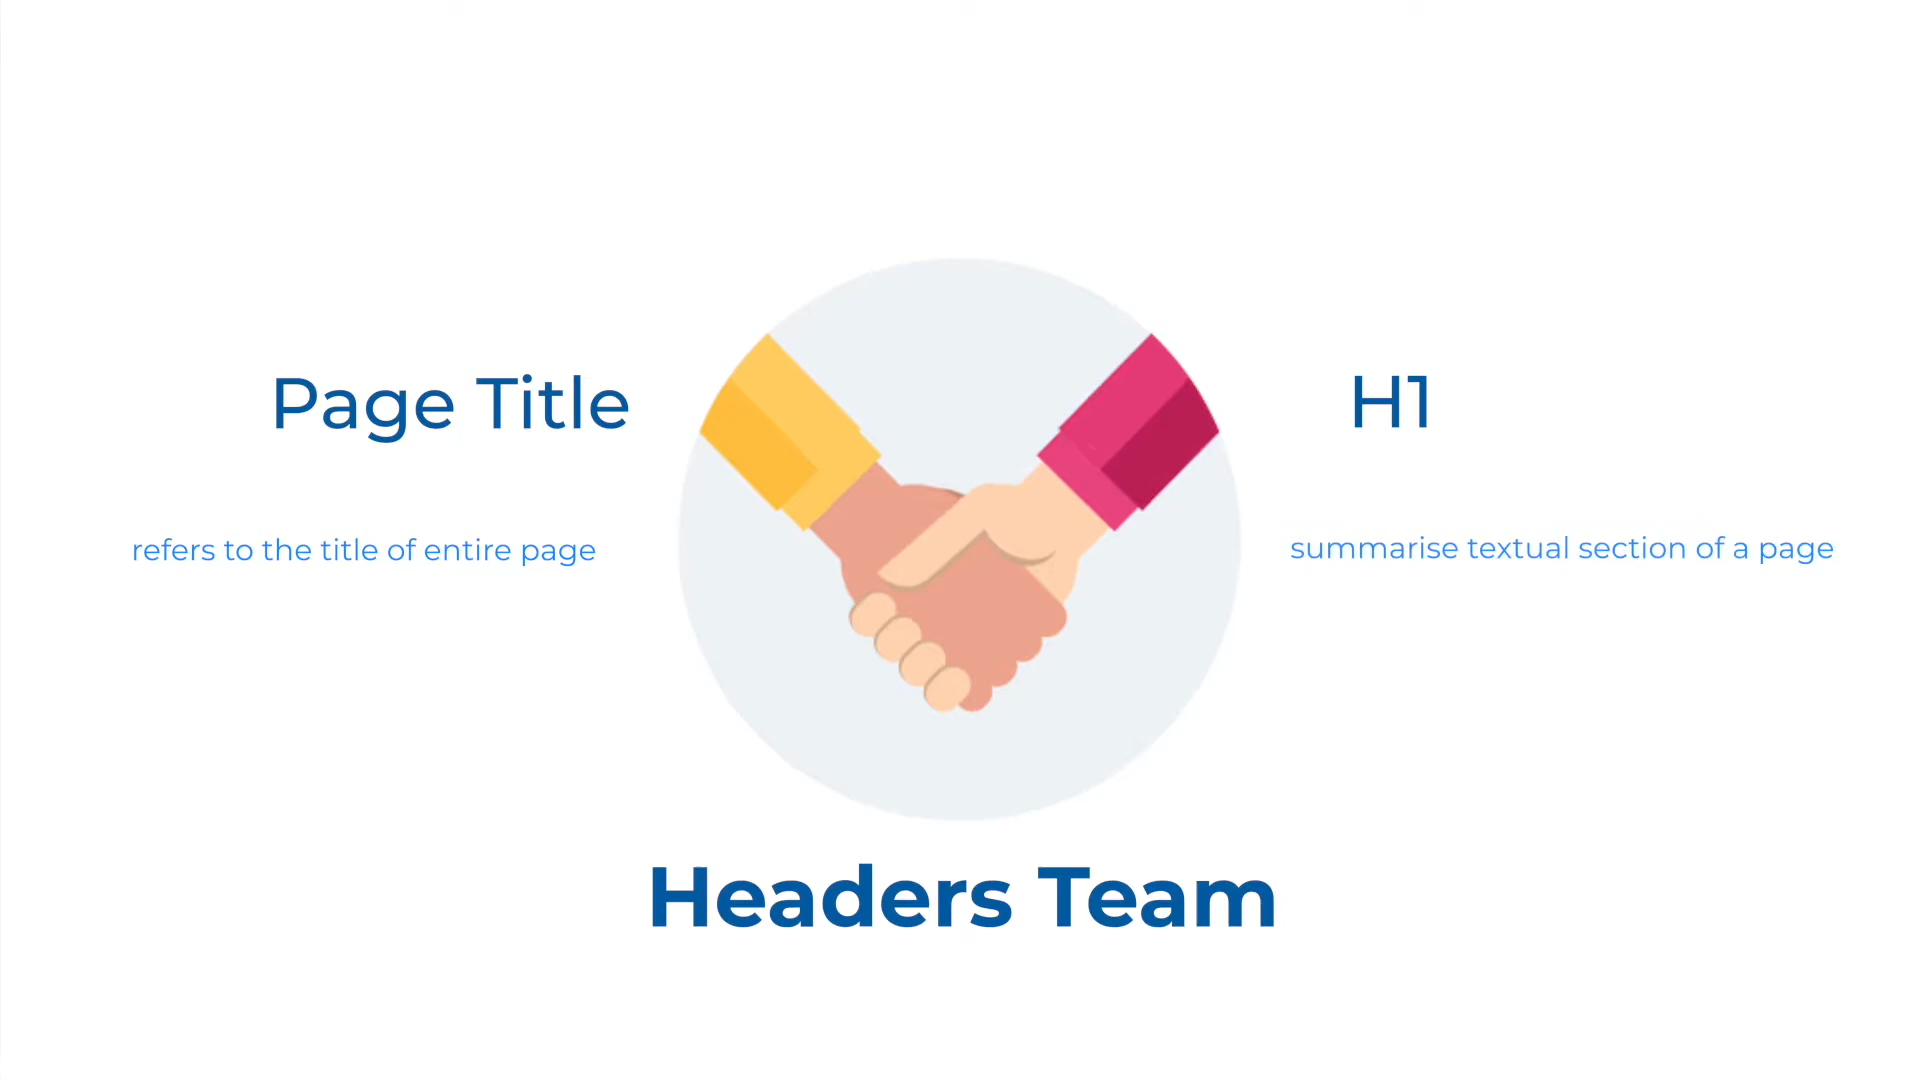 Page Title
refers to the title of entire page
H1
summarise textual section of a page
Headers Team